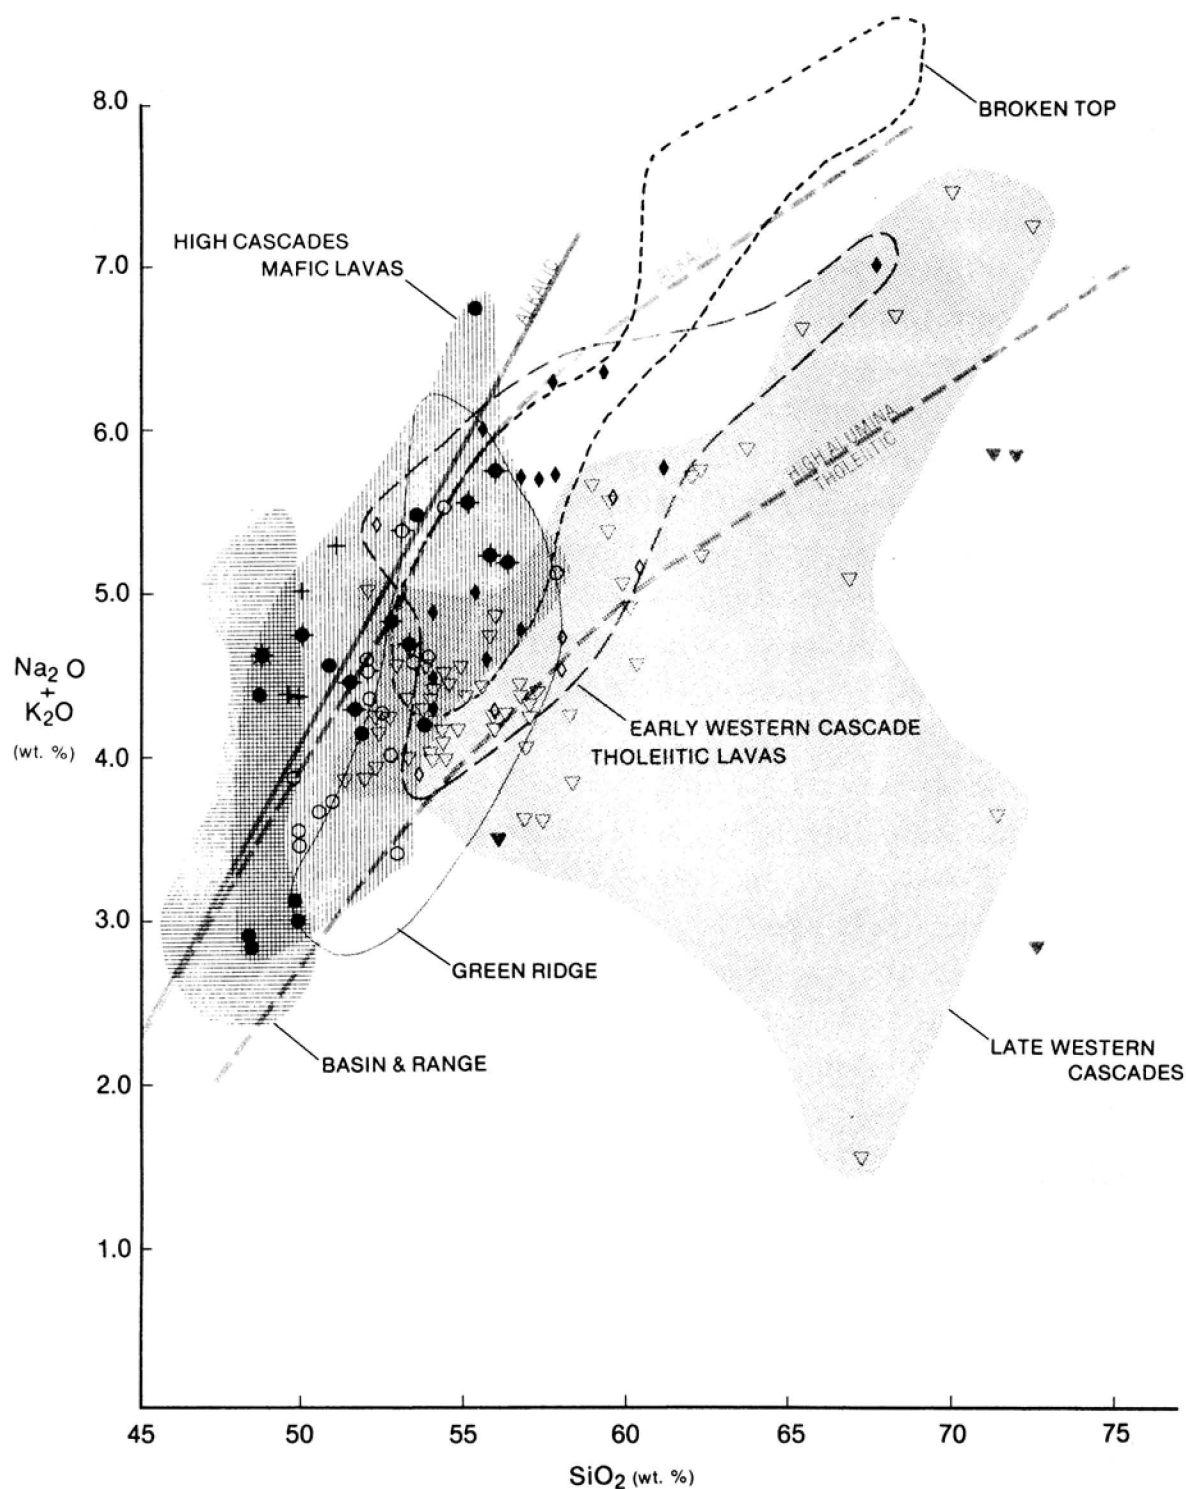 BROKEN TOP
8.0
HIGH CASCADES
MAFIC LAVAS
7.0
ALKALIC
6.0
HIGH ALUMINA
THOLEIITIC
5.0
Na₂ O
+
K₂O
(wt. %)
EARLY WESTERN CASCADE
THOLEIITIC LAVAS
4.0
3.0
GREEN RIDGE
BASIN & RANGE
LATE WESTERN
CASCADES
2.0
1.0
45
50
55
60
65
70
75
SiO₂ (wt. %)